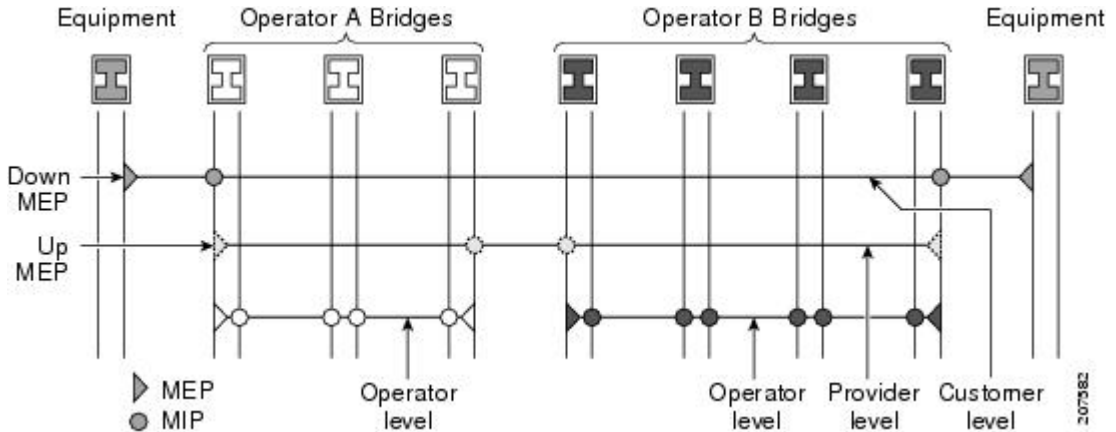 Equipment
Operator A Bridges
Operator B Bridges
Equipment
Down
MEP
Up
MEP
MEP
MIP
Operator
level
Operator
level
Provider
level
Customer
level
207582